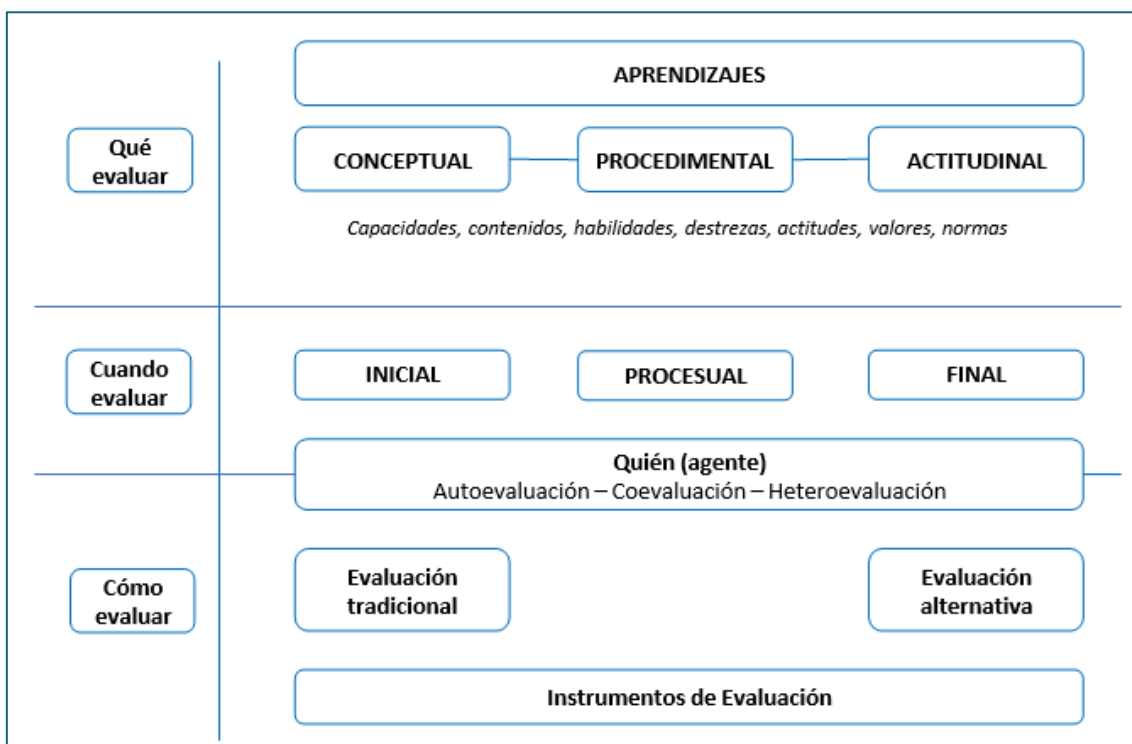 APRENDIZAJES
Qué
evaluar
CONCEPTUAL
PROCEDIMENTAL
ACTITUDINAL
Capacidades, contenidos, habilidades, destrezas, actitudes, valores, normas
Cuando
evaluar
INICIAL
PROCESUAL
FINAL
Quién (agente)
Autoevaluación – Coevaluación – Heteroevaluación
Cómo
evaluar
Evaluación
tradicional
Evaluación
alternativa
Instrumentos de Evaluación